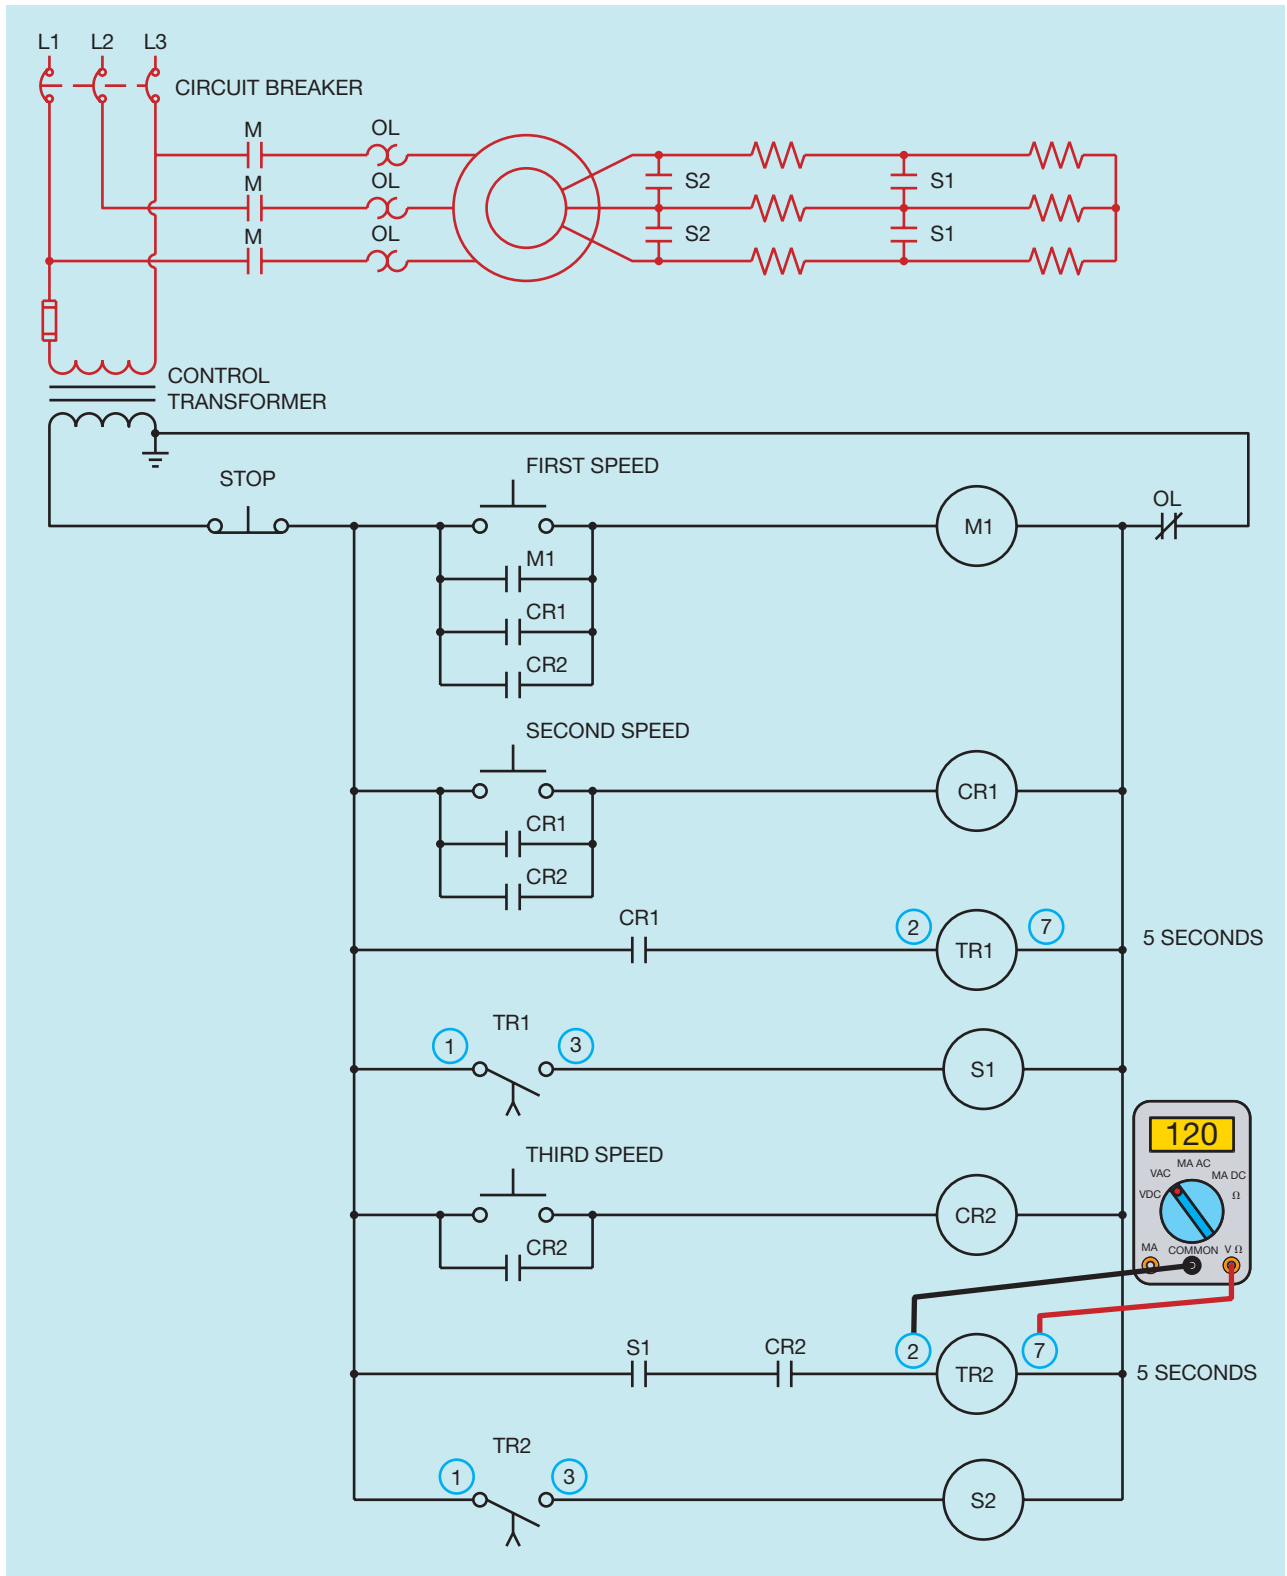 L1 L2 L3
CIRCUIT BREAKER
M OL
M OL
M OL
S2 S1
S2 S1
CONTROL
TRANSFORMER
STOP
FIRST SPEED
M1
OL
M1
CR1
CR2
SECOND SPEED
CR1
CR1
CR2
CR1
2
7
TR1
5 SECONDS
TR1
1
3
S1
120
MA AC
VAC
MA DC
VDC
Ω
MA
COMMON
V Ω
THIRD SPEED
CR2
CR2
S1
CR2
2
7
TR2
5 SECONDS
TR2
1
3
S2